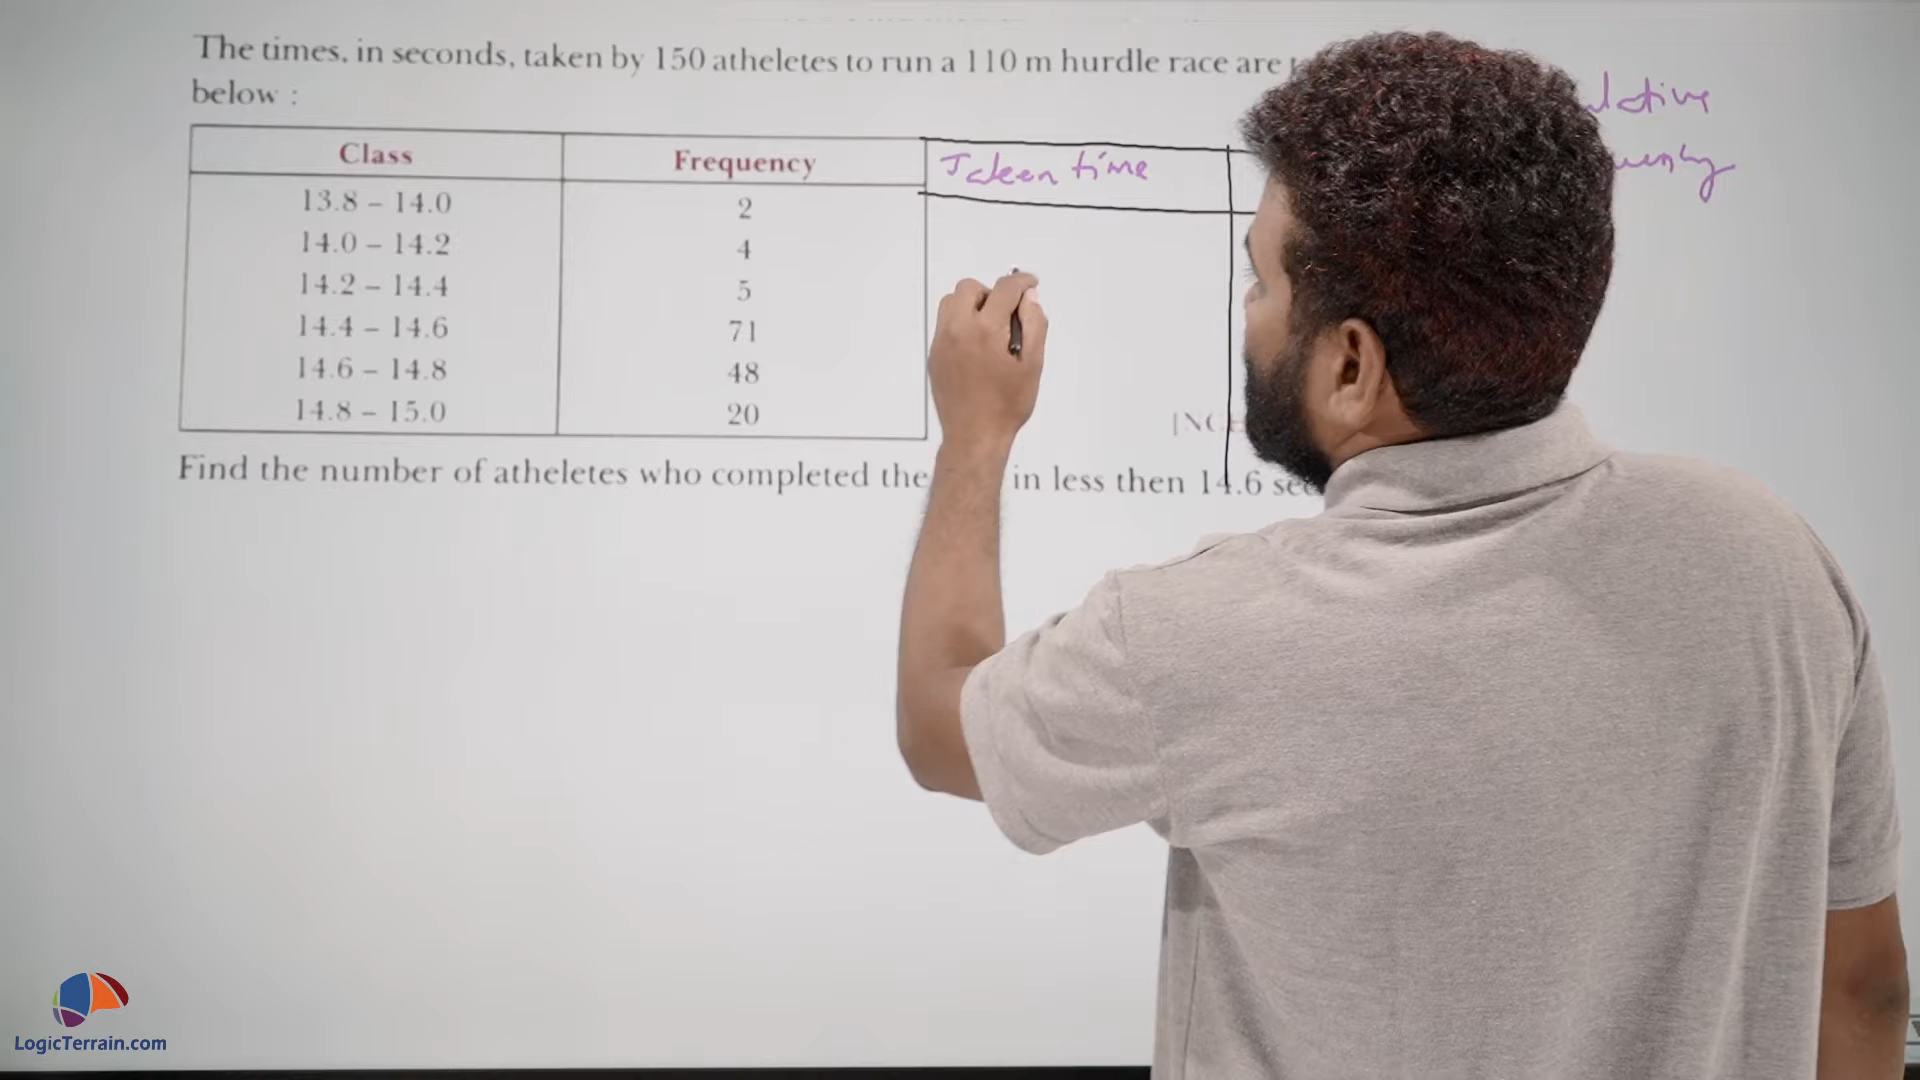 The times, in seconds, taken by 150 atheletes to run a 110 m hurdle race are
below :
Class Frequency Taken time
13.8 – 14.0 2
14.0 – 14.2 4
14.2 – 14.4 5
14.4 – 14.6 71
14.6 – 14.8 48
14.8 – 15.0 20
Find the number of atheletes who completed the in less then 14.6
LogicTerrain.com